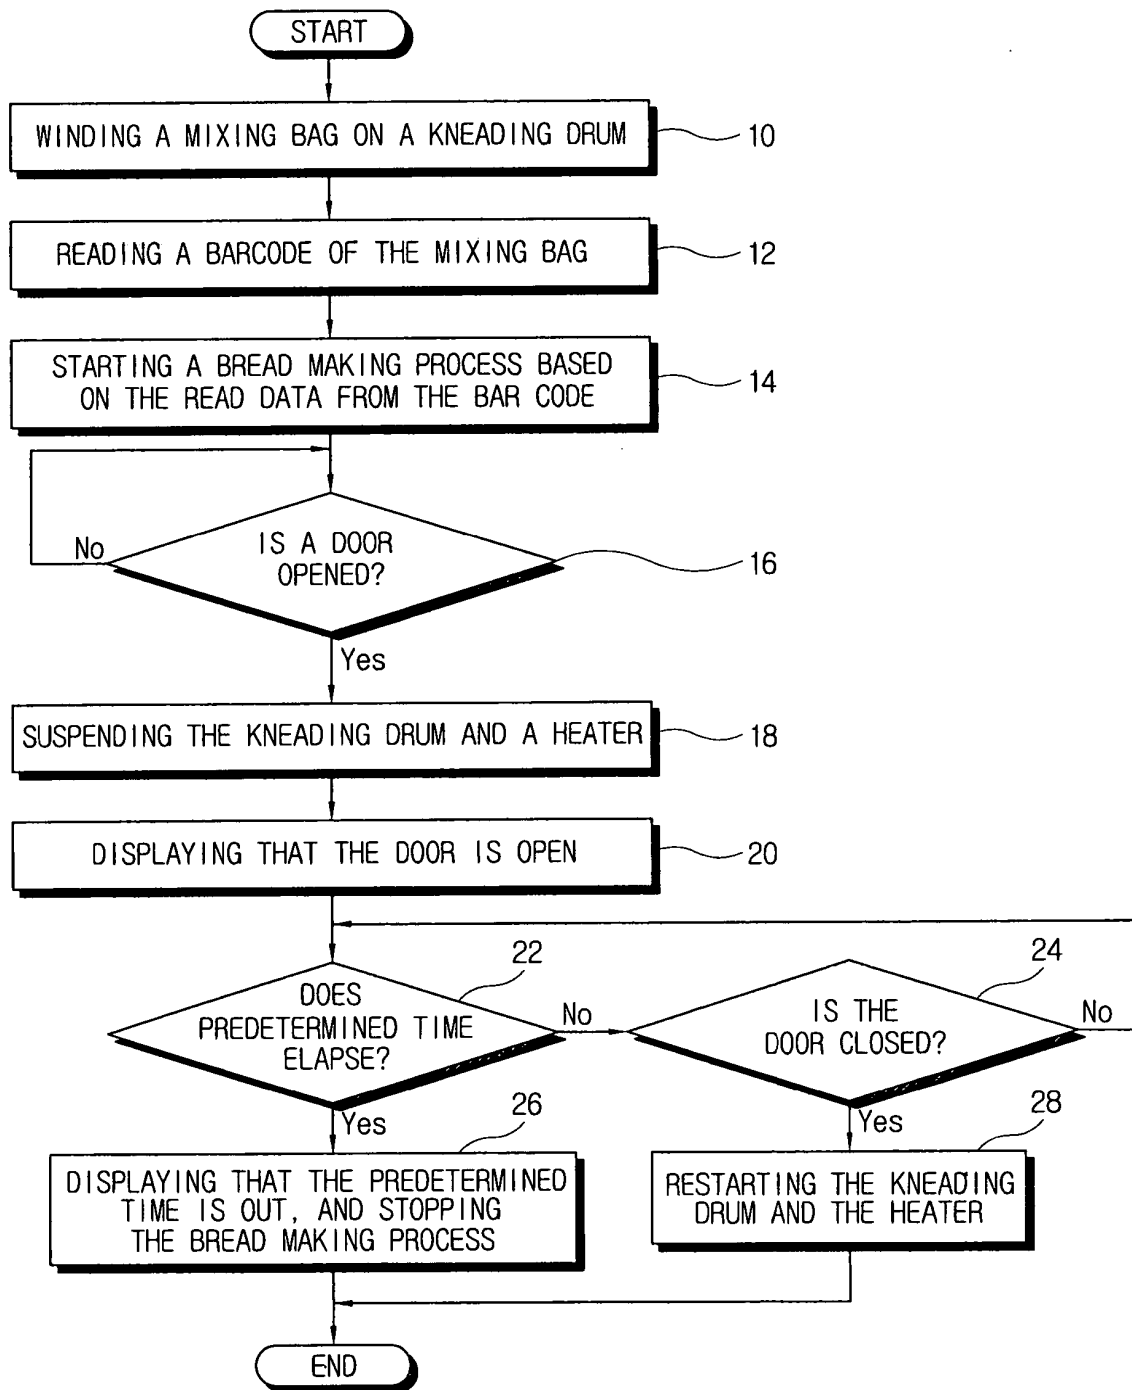 START
WINDING A MIXING BAG ON A KNEADING DRUM
10
READING A BARCODE OF THE MIXING BAG
12
STARTING A BREAD MAKING PROCESS BASED
ON THE READ DATA FROM THE BAR CODE
14
IS A DOOR
OPENED?
No
16
Yes
SUSPENDING THE KNEADING DRUM AND A HEATER
18
DISPLAYING THAT THE DOOR IS OPEN
20
22
DOES
PREDETERMINED TIME
ELAPSE?
No
24
IS THE
DOOR CLOSED?
No
Yes
26
Yes
28
DISPLAYING THAT THE PREDETERMINED
TIME IS OUT, AND STOPPING
THE BREAD MAKING PROCESS
RESTARTING THE KNEADING
DRUM AND THE HEATER
END